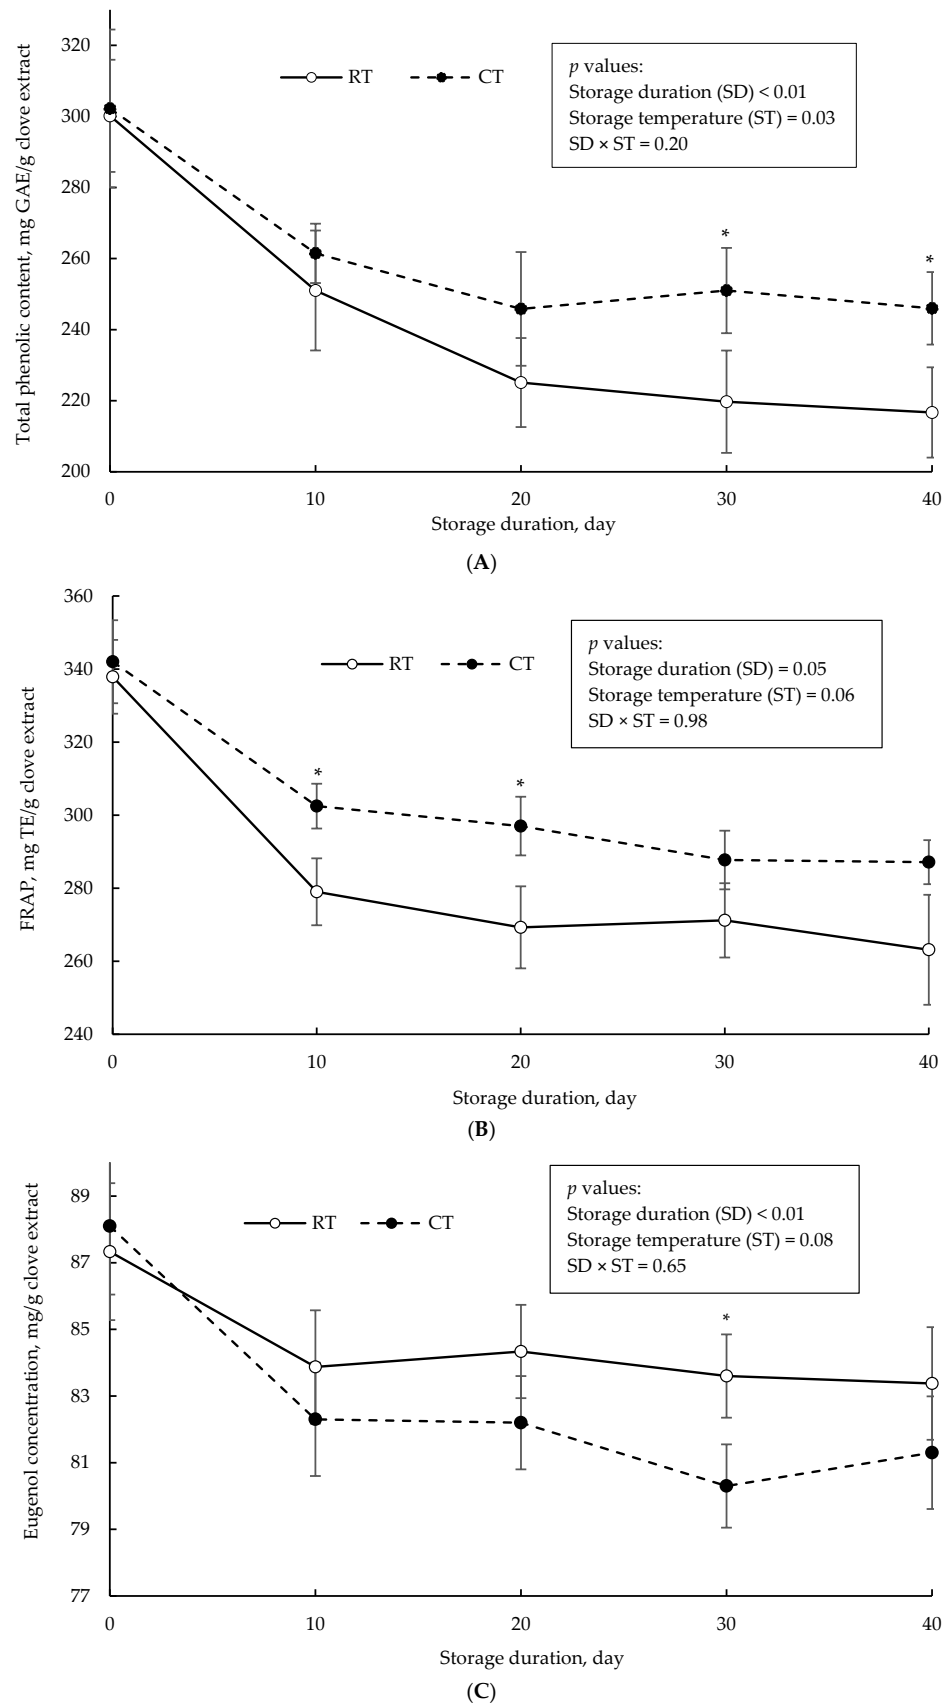 Total phenolic content, mg GAE/g clove extract
320
300
280
260
240
220
200
RT
CT
p values:
Storage duration (SD) < 0.01
Storage temperature (ST) = 0.03
SD × ST = 0.20
*
*
0
10
20
30
40
Storage duration, day
(A)
FRAP, mg TE/g clove extract
360
340
320
300
280
260
240
RT
CT
p values:
Storage duration (SD) = 0.05
Storage temperature (ST) = 0.06
SD × ST = 0.98
*
*
0
10
20
30
40
Storage duration, day
(B)
Eugenol concentration, mg/g clove extract
89
87
85
83
81
79
77
RT
CT
p values:
Storage duration (SD) < 0.01
Storage temperature (ST) = 0.08
SD × ST = 0.65
*
0
10
20
30
40
Storage duration, day
(C)